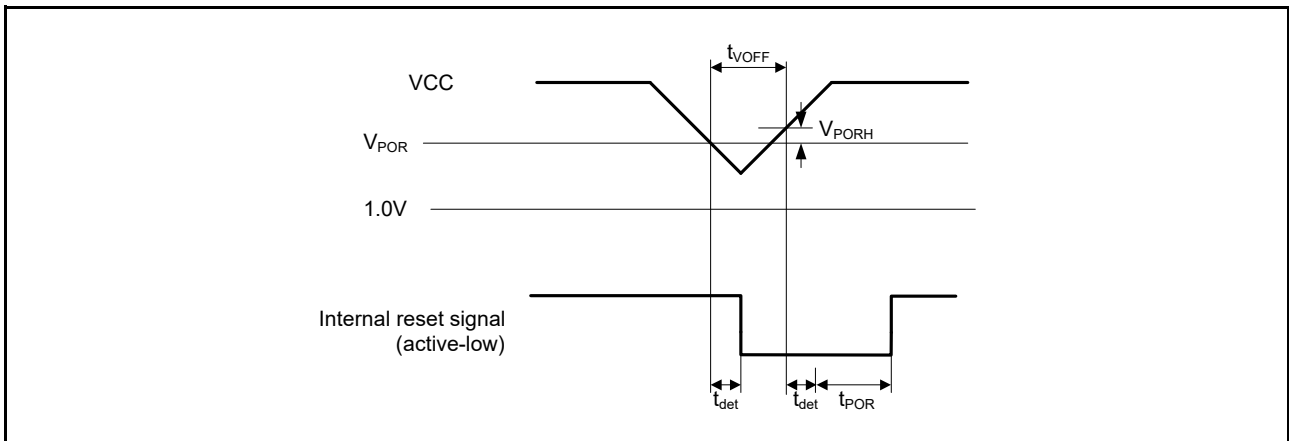 tVOFF
VCC
VPORH
VPOR
1.0V
Internal reset signal
(active-low)
tdet
tdet
tPOR